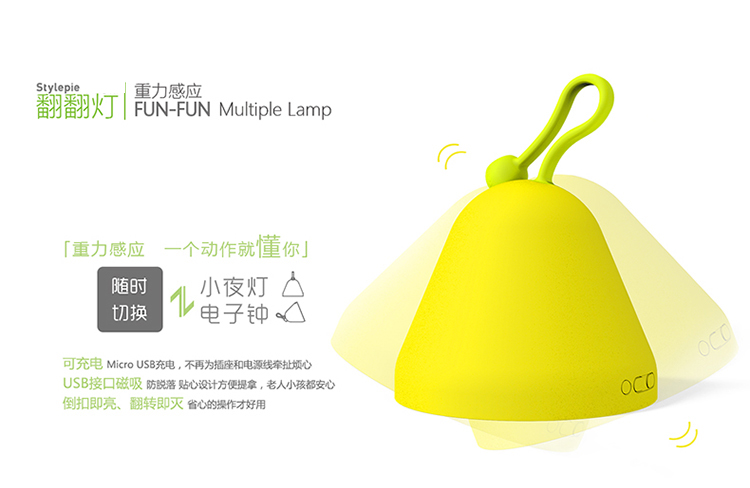 Stylepie
翻翻灯
重力感应
FUN-FUN Multiple Lamp
「重力感应 一个动作就懂你」
随时
切换
小夜灯
电子钟
可充电 Micro USB充电，不再为插座和电源线牵扯烦心
USB接口磁吸 防脱落 贴心设计方便提拿，老人小孩都安心
倒扣即亮、翻转即灭 省心的操作才好用